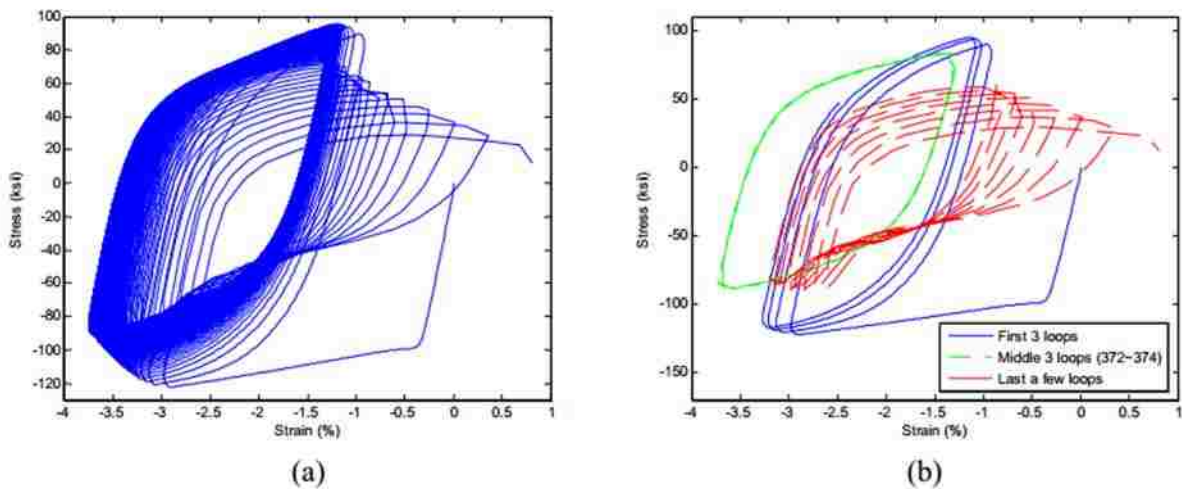 100
80
60
40
20
0
-20
-40
-60
-80
-100
-120
Stress (ksi)
-4 -3.5 -3 -2.5 -2 -1.5 -1 -0.5 0 0.5 1
Strain (%)
(a)
100
50
0
-50
-100
-150
Stress (ksi)
First 3 loops
Middle 3 loops (372~374)
Last a few loops
-4 -3.5 -3 -2.5 -2 -1.5 -1 -0.5 0 0.5 1
Strain (%)
(b)